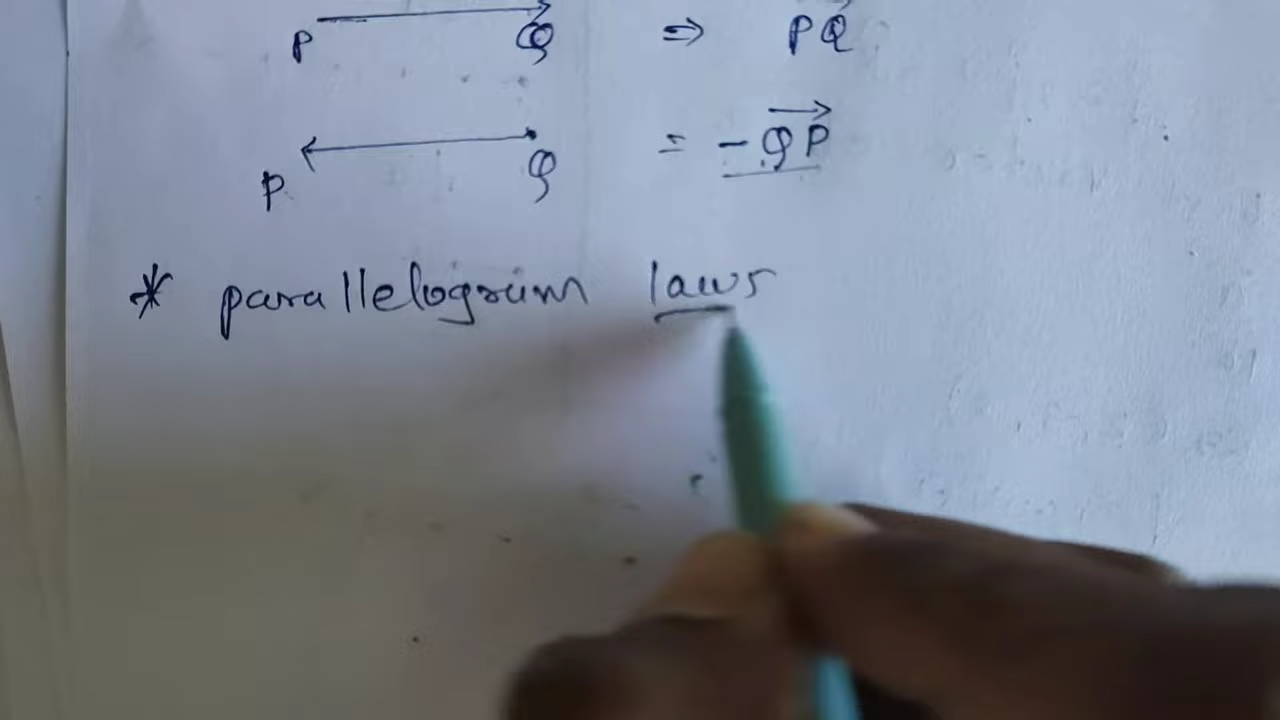 P Q ⇒ PQ
P Q = -QP
* parallelogram laws